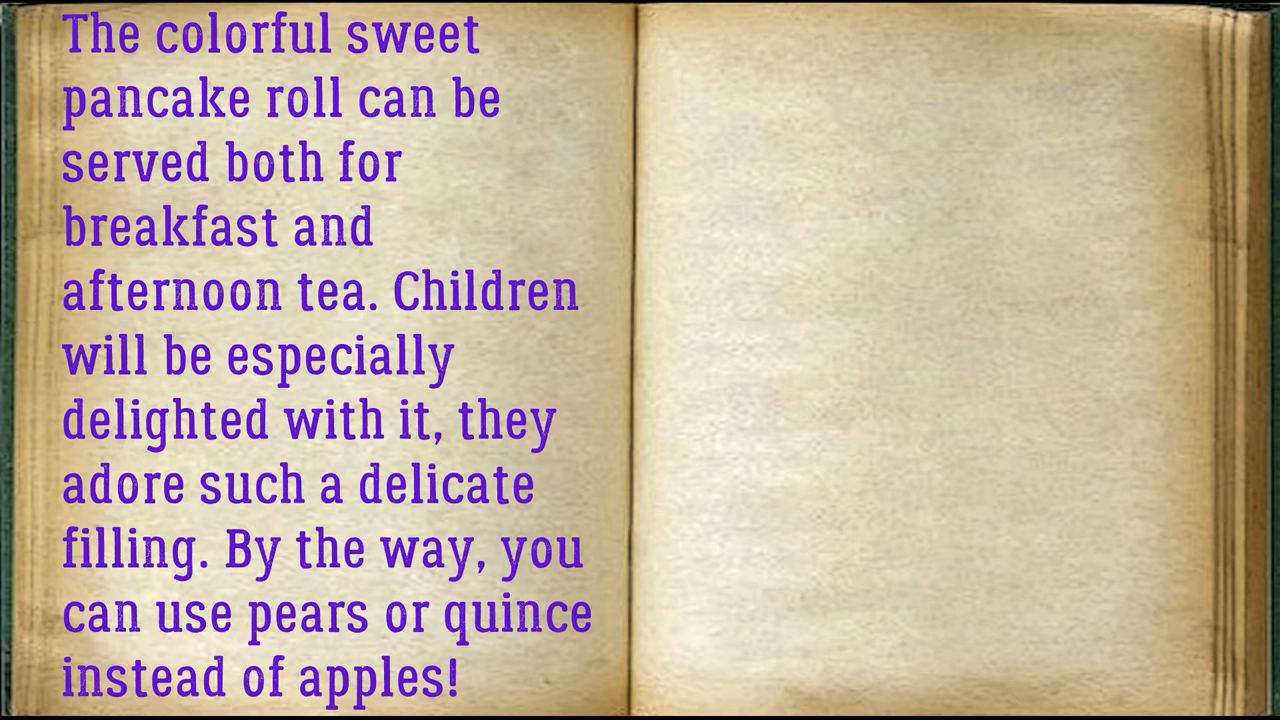 The colorful sweet
pancake roll can be
served both for
breakfast and
afternoon tea. Children
will be especially
delighted with it, they
adore such a delicate
filling. By the way, you
can use pears or quince
instead of apples!